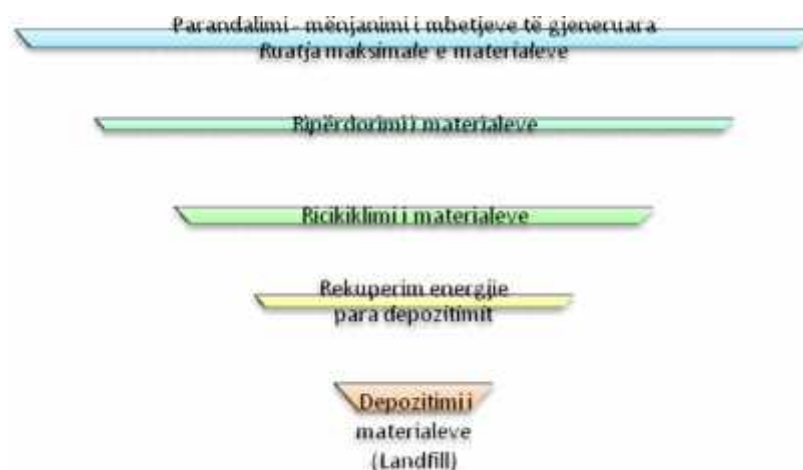 Parandalimi - mënjanimi i mbetjeve të gjeneruara
Ruatja maksimale e materialeve
Ripërdorimi i materialeve
Ricikiklimi i materialeve
Rekuperim energjie
para depozitimit
Depozitimi i
materialeve
(Landfill)